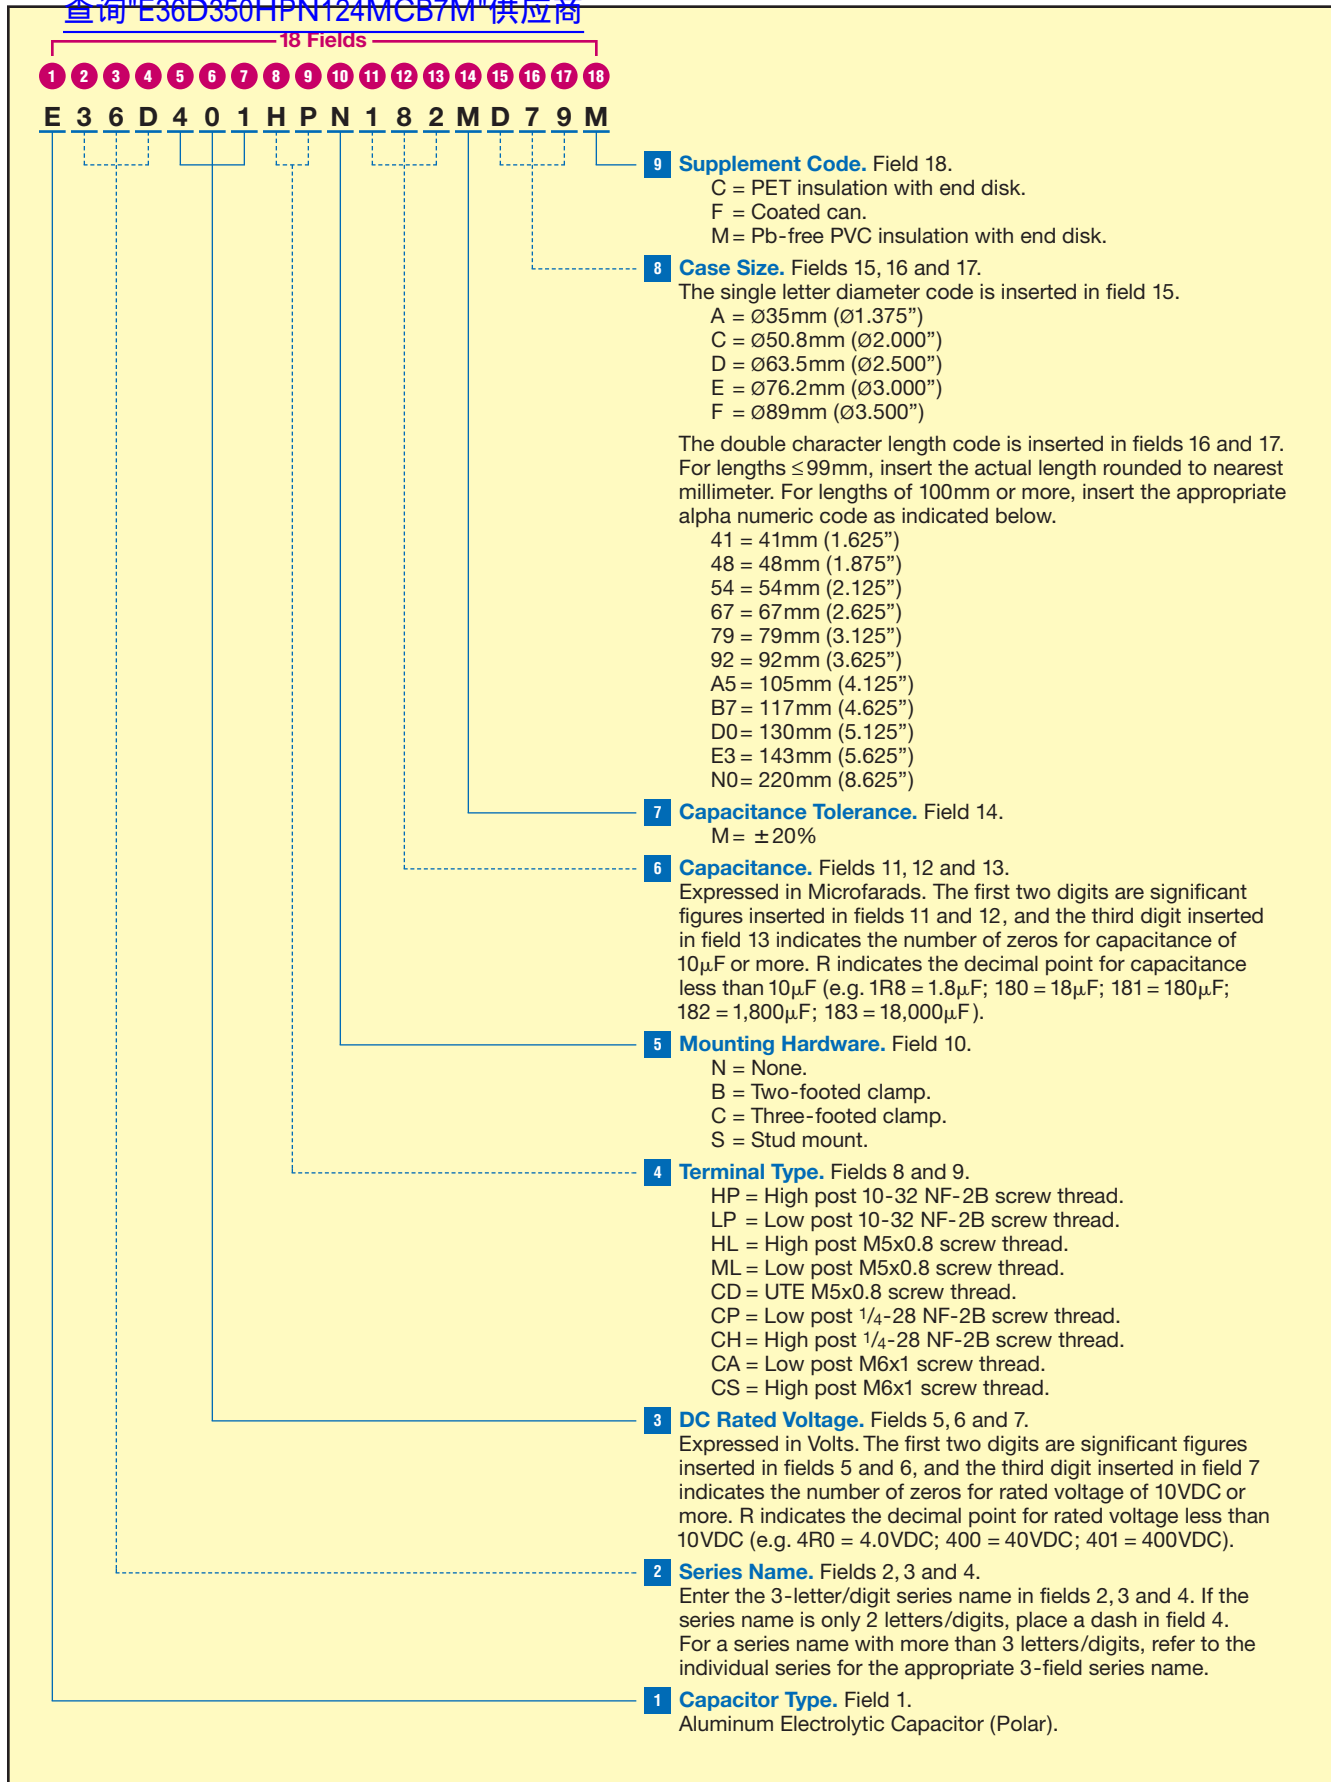 查询"E36D350HPN124MCB7M"供应商
18 Fields
1 2 3 4 5 6 7 8 9 10 11 12 13 14 15 16 17 18
E 3 6 D 4 0 1 H P N 1 8 2 M D 7 9 M
9 Supplement Code. Field 18.
C = PET insulation with end disk.
F = Coated can.
M = Pb-free PVC insulation with end disk.
8 Case Size. Fields 15, 16 and 17.
The single letter diameter code is inserted in field 15.
A = Ø35mm (Ø1.375")
C = Ø50.8mm (Ø2.000")
D = Ø63.5mm (Ø2.500")
E = Ø76.2mm (Ø3.000")
F = Ø89mm (Ø3.500")
The double character length code is inserted in fields 16 and 17.
For lengths ≤99mm, insert the actual length rounded to nearest
millimeter. For lengths of 100mm or more, insert the appropriate
alpha numeric code as indicated below.
41 = 41mm (1.625")
48 = 48mm (1.875")
54 = 54mm (2.125")
67 = 67mm (2.625")
79 = 79mm (3.125")
92 = 92mm (3.625")
A5 = 105mm (4.125")
B7 = 117mm (4.625")
D0 = 130mm (5.125")
E3 = 143mm (5.625")
N0 = 220mm (8.625")
7 Capacitance Tolerance. Field 14.
M = ±20%
6 Capacitance. Fields 11, 12 and 13.
Expressed in Microfarads. The first two digits are significant
figures inserted in fields 11 and 12, and the third digit inserted
in field 13 indicates the number of zeros for capacitance of
10µF or more. R indicates the decimal point for capacitance
less than 10µF (e.g. 1R8 = 1.8µF; 180 = 18µF; 181 = 180µF;
182 = 1,800µF; 183 = 18,000µF).
5 Mounting Hardware. Field 10.
N = None.
B = Two-footed clamp.
C = Three-footed clamp.
S = Stud mount.
4 Terminal Type. Fields 8 and 9.
HP = High post 10-32 NF-2B screw thread.
LP = Low post 10-32 NF-2B screw thread.
HL = High post M5x0.8 screw thread.
ML = Low post M5x0.8 screw thread.
CD = UTE M5x0.8 screw thread.
CP = Low post 1/4-28 NF-2B screw thread.
CH = High post 1/4-28 NF-2B screw thread.
CA = Low post M6x1 screw thread.
CS = High post M6x1 screw thread.
3 DC Rated Voltage. Fields 5, 6 and 7.
Expressed in Volts. The first two digits are significant figures
inserted in fields 5 and 6, and the third digit inserted in field 7
indicates the number of zeros for rated voltage of 10VDC or
more. R indicates the decimal point for rated voltage less than
10VDC (e.g. 4R0 = 4.0VDC; 400 = 40VDC; 401 = 400VDC).
2 Series Name. Fields 2, 3 and 4.
Enter the 3-letter/digit series name in fields 2, 3 and 4. If the
series name is only 2 letters/digits, place a dash in field 4.
For a series name with more than 3 letters/digits, refer to the
individual series for the appropriate 3-field series name.
1 Capacitor Type. Field 1.
Aluminum Electrolytic Capacitor (Polar).